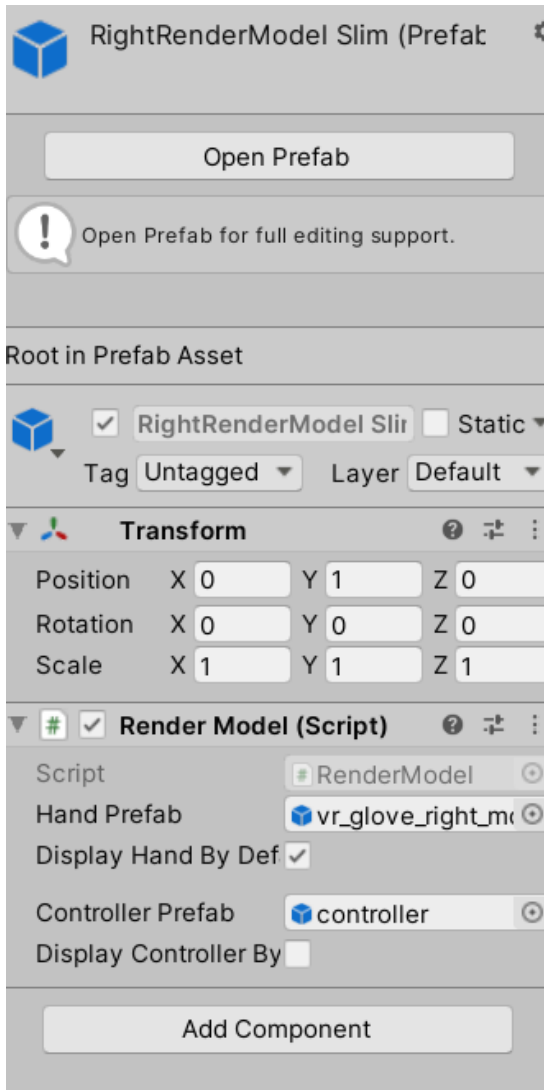 RightRenderModel Slim (Prefab
Open Prefab
! Open Prefab for full editing support.
Root in Prefab Asset
RightRenderModel Slir Static
Tag Untagged Layer Default
Transform
Position X 0 Y 1 Z 0
Rotation X 0 Y 0 Z 0
Scale X 1 Y 1 Z 1
# Render Model (Script)
Script # RenderModel
Hand Prefab vr_glove_right_mo
Display Hand By Def
Controller Prefab controller
Display Controller By
Add Component